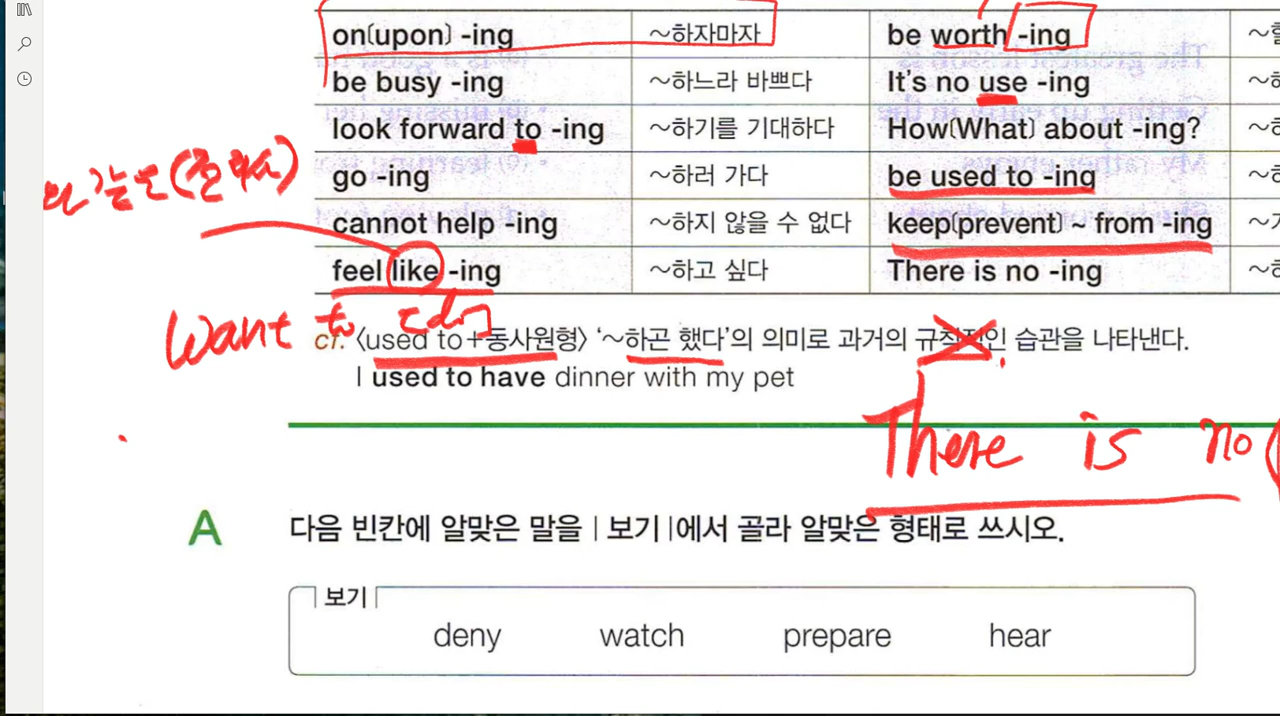 on(upon) -ing ~하자마자 be worth -ing
be busy -ing ~하느라 바쁘다 It's no use -ing
look forward to -ing ~하기를 기대하다 How(What) about -ing?
go -ing ~하러 가다 be used to -ing
cannot help -ing ~하지 않을 수 없다 keep(prevent) ~ from -ing
feel like -ing ~하고 싶다 There is no -ing
want to
cf. <used to+동사원형> '~하곤 했다'의 의미로 과거의 규칙적인 습관을 나타낸다.
I used to have dinner with my pet
There is no
A 다음 빈칸에 알맞은 말을 | 보기 |에서 골라 알맞은 형태로 쓰시오.
| 보기 |
deny watch prepare hear